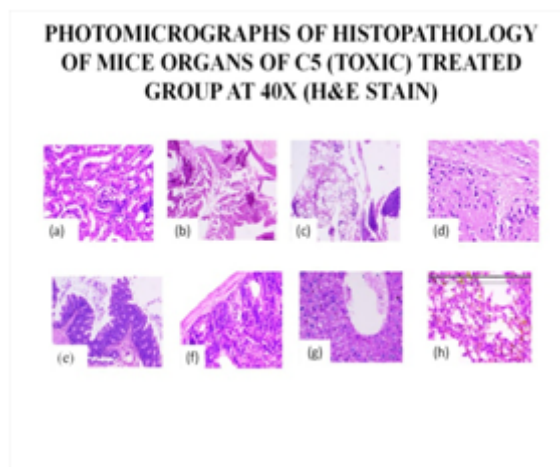 PHOTOMICROGRAPHS OF HISTOPATHOLOGY
OF MICE ORGANS OF C5 (TOXIC) TREATED
GROUP AT 40X (H&E STAIN)
(a) (b) (c) (d)
(e) (f) (g) (h)